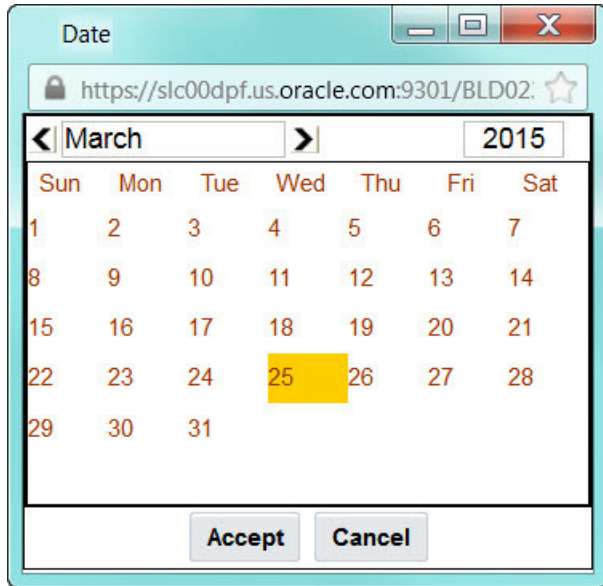 Date
https://slc00dpf.us.oracle.com:9301/BLD02
March 2015
Sun Mon Tue Wed Thu Fri Sat
1 2 3 4 5 6 7
8 9 10 11 12 13 14
15 16 17 18 19 20 21
22 23 24 25 26 27 28
29 30 31
Accept Cancel